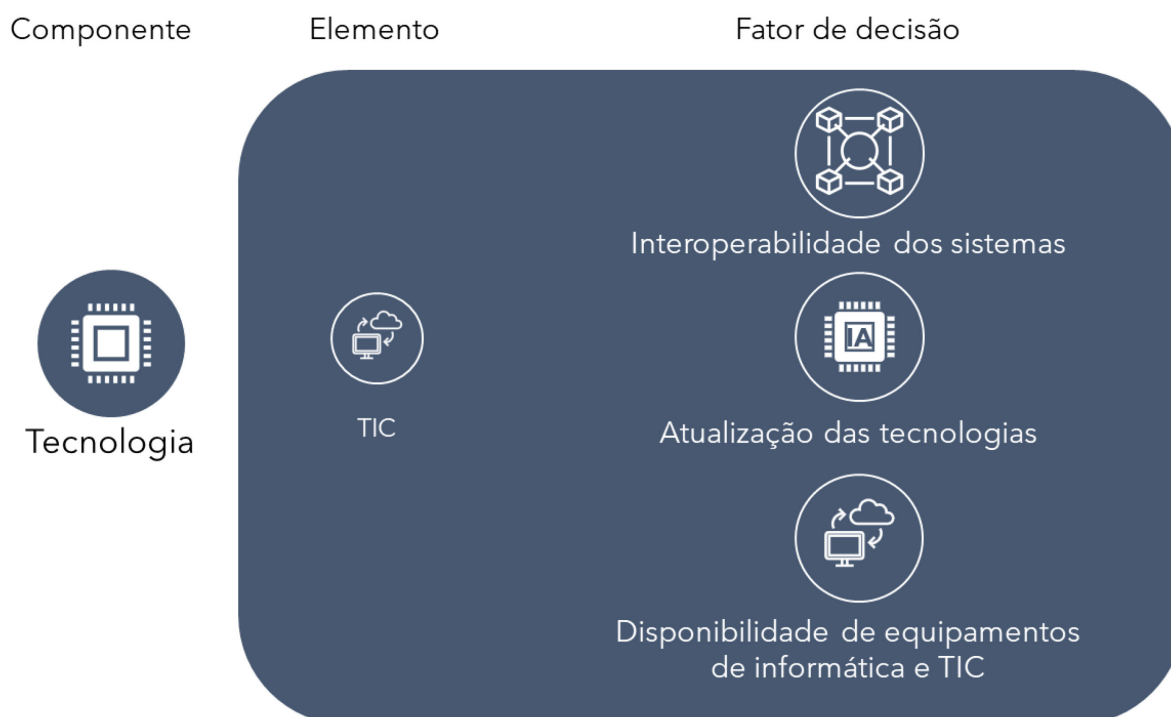 Componente
Elemento
Fator de decisão
Interoperabilidade dos sistemas
Tecnologia
TIC
IA
Atualização das tecnologias
Disponibilidade de equipamentos
de informática e TIC